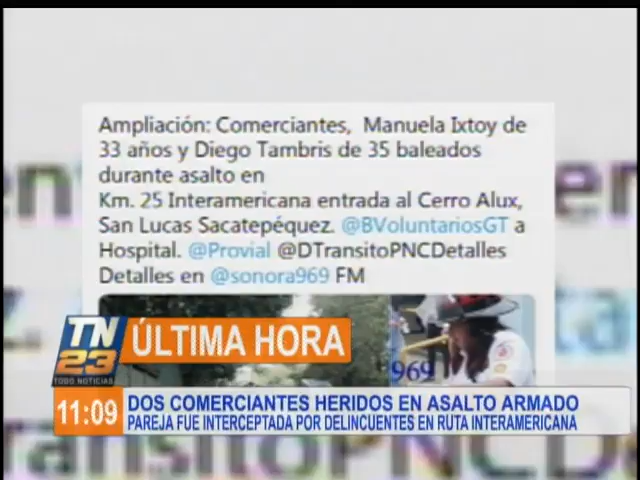 Ampliación: Comerciantes, Manuela Ixtoy de
33 años y Diego Tambris de 35 baleados
durante asalto en
Km. 25 Interamericana entrada al Cerro Alux,
San Lucas Sacatepéquez. @BVoluntariosGT a
Hospital. @Provial @DTransitoPNCDetalles
Detalles en @sonora969 FM
969
TN
23
TODO NOTICIAS
ÚLTIMA HORA
11:09
DOS COMERCIANTES HERIDOS EN ASALTO ARMADO
PAREJA FUE INTERCEPTADA POR DELINCUENTES EN RUTA INTERAMERICANA
ansitoPNCD